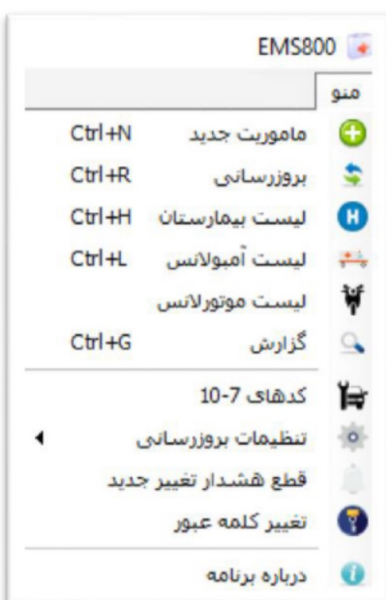 EMS800
منو
ماموریت جدید Ctrl+N
بروزرسانی Ctrl+R
لیست بیمارستان Ctrl+H
لیست آمبولانس Ctrl+L
لیست موتورلانس
گزارش Ctrl+G
کدهای 7-10
تنظیمات بروزرسانی
قطع هشدار تغییر جدید
تغییر کلمه عبور
درباره برنامه